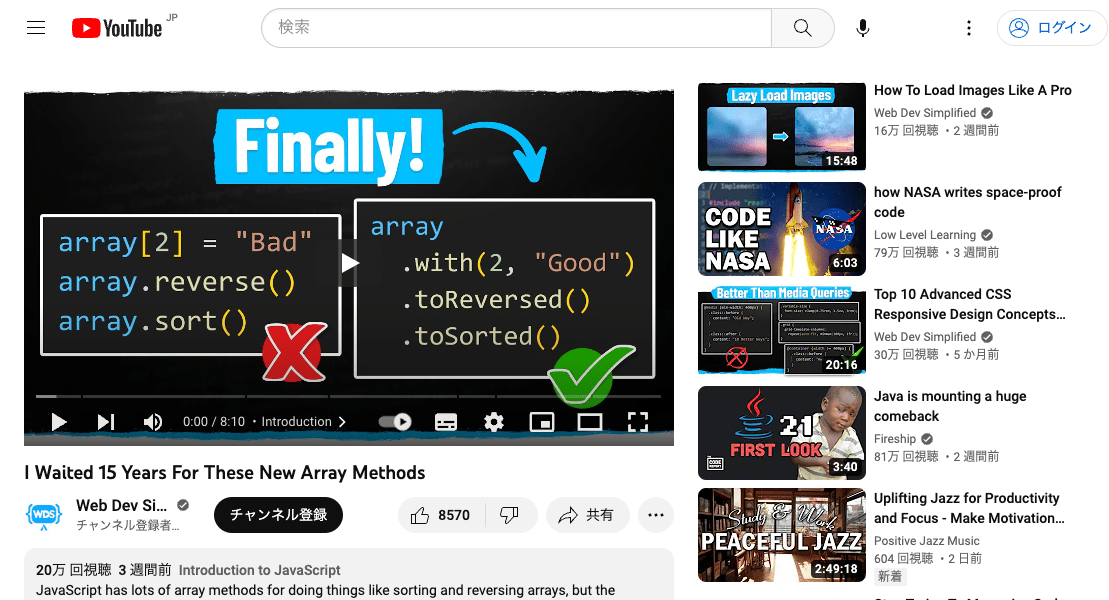 YouTube JP
検索
ログイン
Finally!
array[2] = "Bad"
array.reverse()
array.sort()
array
.with(2, "Good")
.toReversed()
.toSorted()
0:00 / 8:10 • Introduction
I Waited 15 Years For These New Array Methods
WDS
Web Dev Si...
チャンネル登録者...
チャンネル登録
8570
共有
20万 回視聴 3 週間前 Introduction to JavaScript
JavaScript has lots of array methods for doing things like sorting and reversing arrays, but the
Lazy Load Images
15:48
How To Load Images Like A Pro
Web Dev Simplified
16万 回視聴 • 2 週間前
CODE
LIKE
NASA
NASA
6:03
how NASA writes space-proof
code
Low Level Learning
79万 回視聴 • 3 週間前
Better Than Media Queries
20:16
Top 10 Advanced CSS
Responsive Design Concepts...
Web Dev Simplified
30万 回視聴 • 5 か月前
21
FIRST LOOK
CODE
REPORT
3:40
Java is mounting a huge
comeback
Fireship
81万 回視聴 • 2 週間前
Study & Work
PEACEFUL JAZZ
2:49:18
Uplifting Jazz for Productivity
and Focus - Make Motivation...
Positive Jazz Music
604 回視聴 • 2 日前
新着